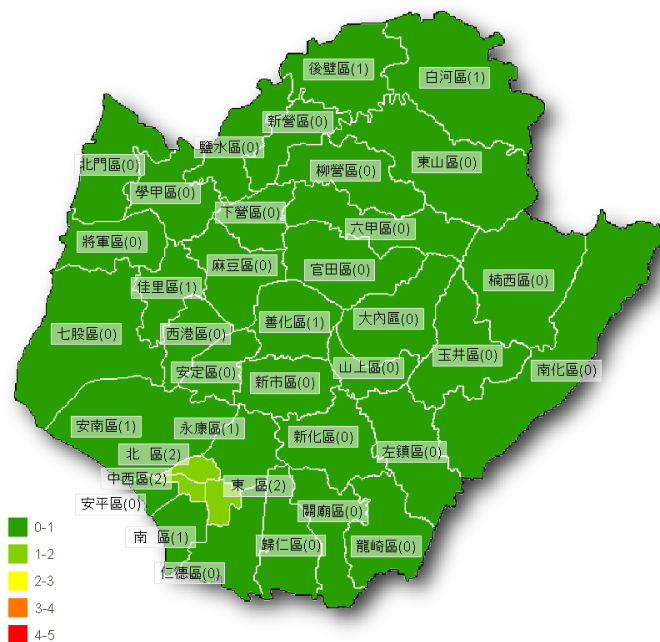 後壁區(1)
白河區(1)
新營區(0)
鹽水區(0)
北門區(0)
柳營區(0)
東山區(0)
學甲區(0)
下營區(0)
六甲區(0)
將軍區(0)
麻豆區(0)
官田區(0)
楠西區(0)
佳里區(1)
七股區(0)
西港區(0)
善化區(1)
大內區(0)
玉井區(0)
安定區(0)
山上區(0)
南化區(0)
新市區(0)
安南區(1)
永康區(1)
新化區(0)
左鎮區(0)
北 區(2)
中西區(2)
東 區(2)
安平區(0)
關廟區(0)
南 區(1)
歸仁區(0)
龍崎區(0)
仁德區(0)
0-1
1-2
2-3
3-4
4-5